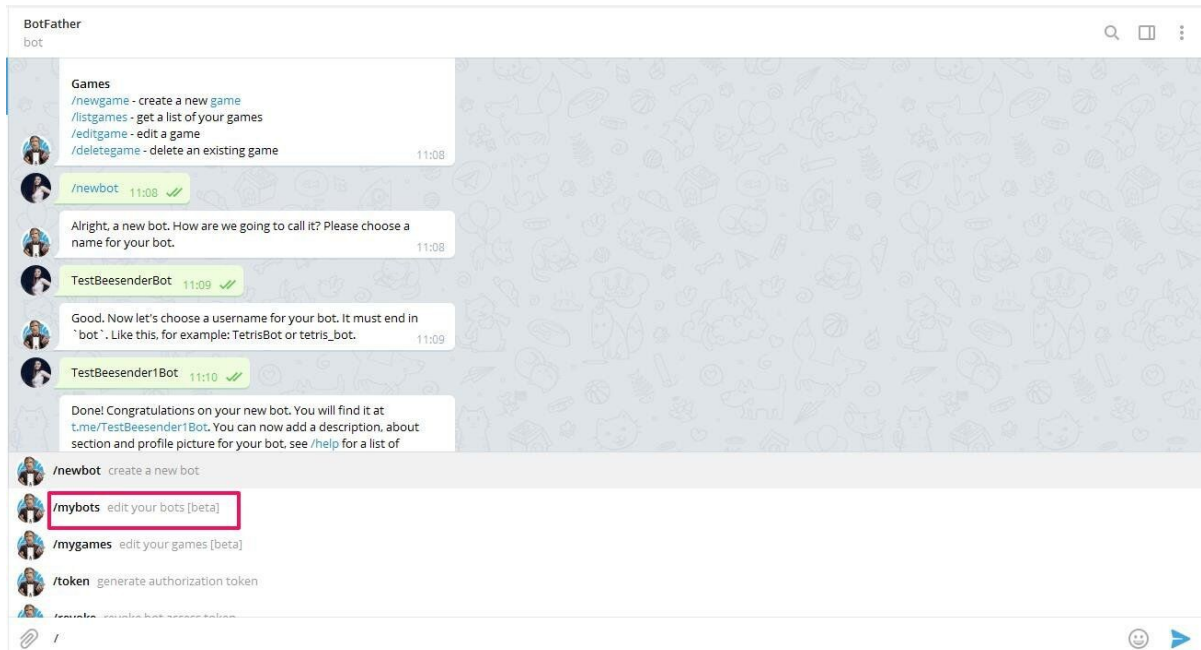 BotFather
bot
Games
/newgame - create a new game
/listgames - get a list of your games
/editgame - edit a game
/deletegame - delete an existing game 11:08
/newbot 11:08
Alright, a new bot. How are we going to call it? Please choose a
name for your bot. 11:08
TestBeesenderBot 11:09
Good. Now let's choose a username for your bot. It must end in
`bot`. Like this, for example: TetrisBot or tetris_bot. 11:09
TestBeesender1Bot 11:10
Done! Congratulations on your new bot. You will find it at
t.me/TestBeesender1Bot. You can now add a description, about
section and profile picture for your bot, see /help for a list of
/newbot create a new bot
/mybots edit your bots [beta]
/mygames edit your games [beta]
/token generate authorization token
/revoke revoke bot access token
/